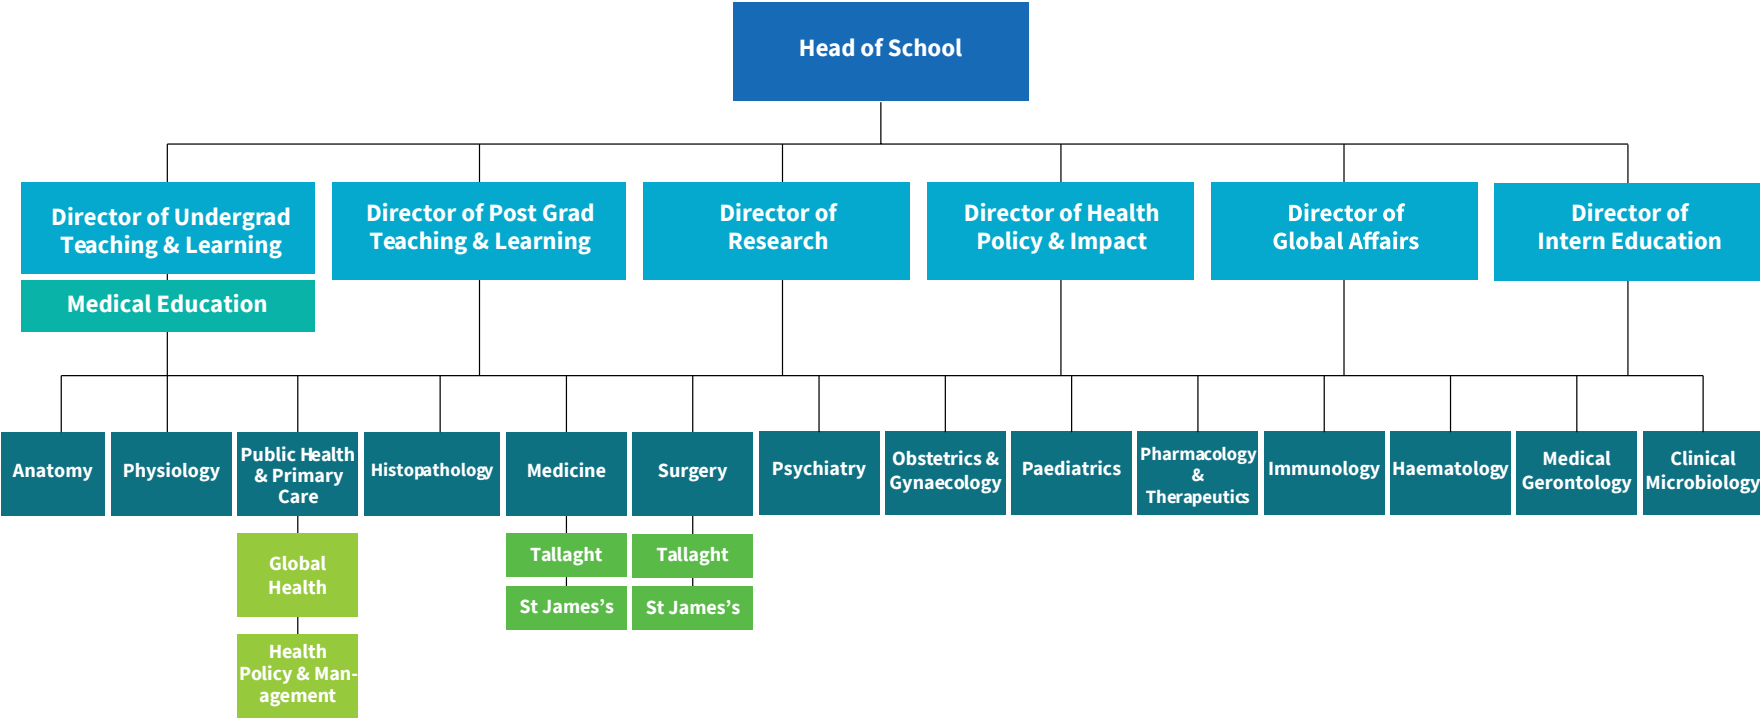 Head of School
Director of Undergrad
Teaching & Learning
Director of Post Grad
Teaching & Learning
Director of
Research
Director of Health
Policy & Impact
Director of
Global Affairs
Director of
Intern Education
Medical Education
Anatomy
Physiology
Public Health
& Primary
Care
Histopathology
Medicine
Surgery
Psychiatry
Obstetrics &
Gynaecology
Paediatrics
Pharmacology
&
Therapeutics
Immunology
Haematology
Medical
Gerontology
Clinical
Microbiology
Global
Health
Tallaght
Tallaght
St James’s
St James’s
Health
Policy & Man-
agement